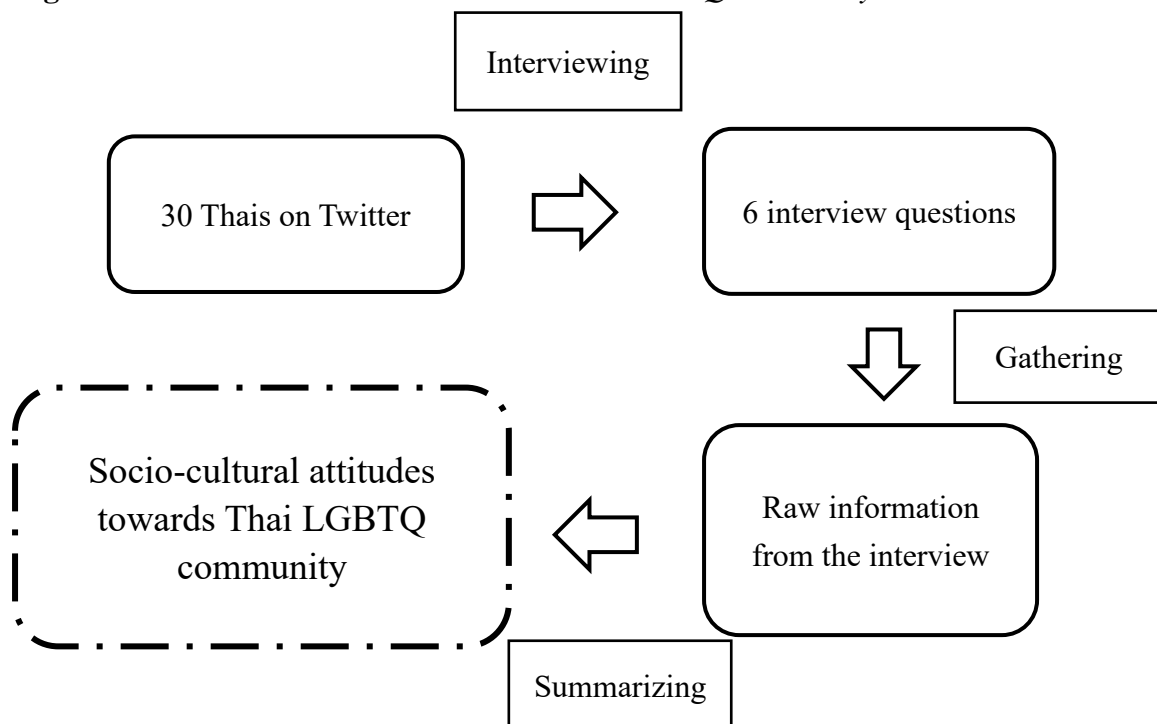 Interviewing
30 Thais on Twitter
6 interview questions
Gathering
Raw information
from the interview
Socio-cultural attitudes
towards Thai LGBTQ
community
Summarizing